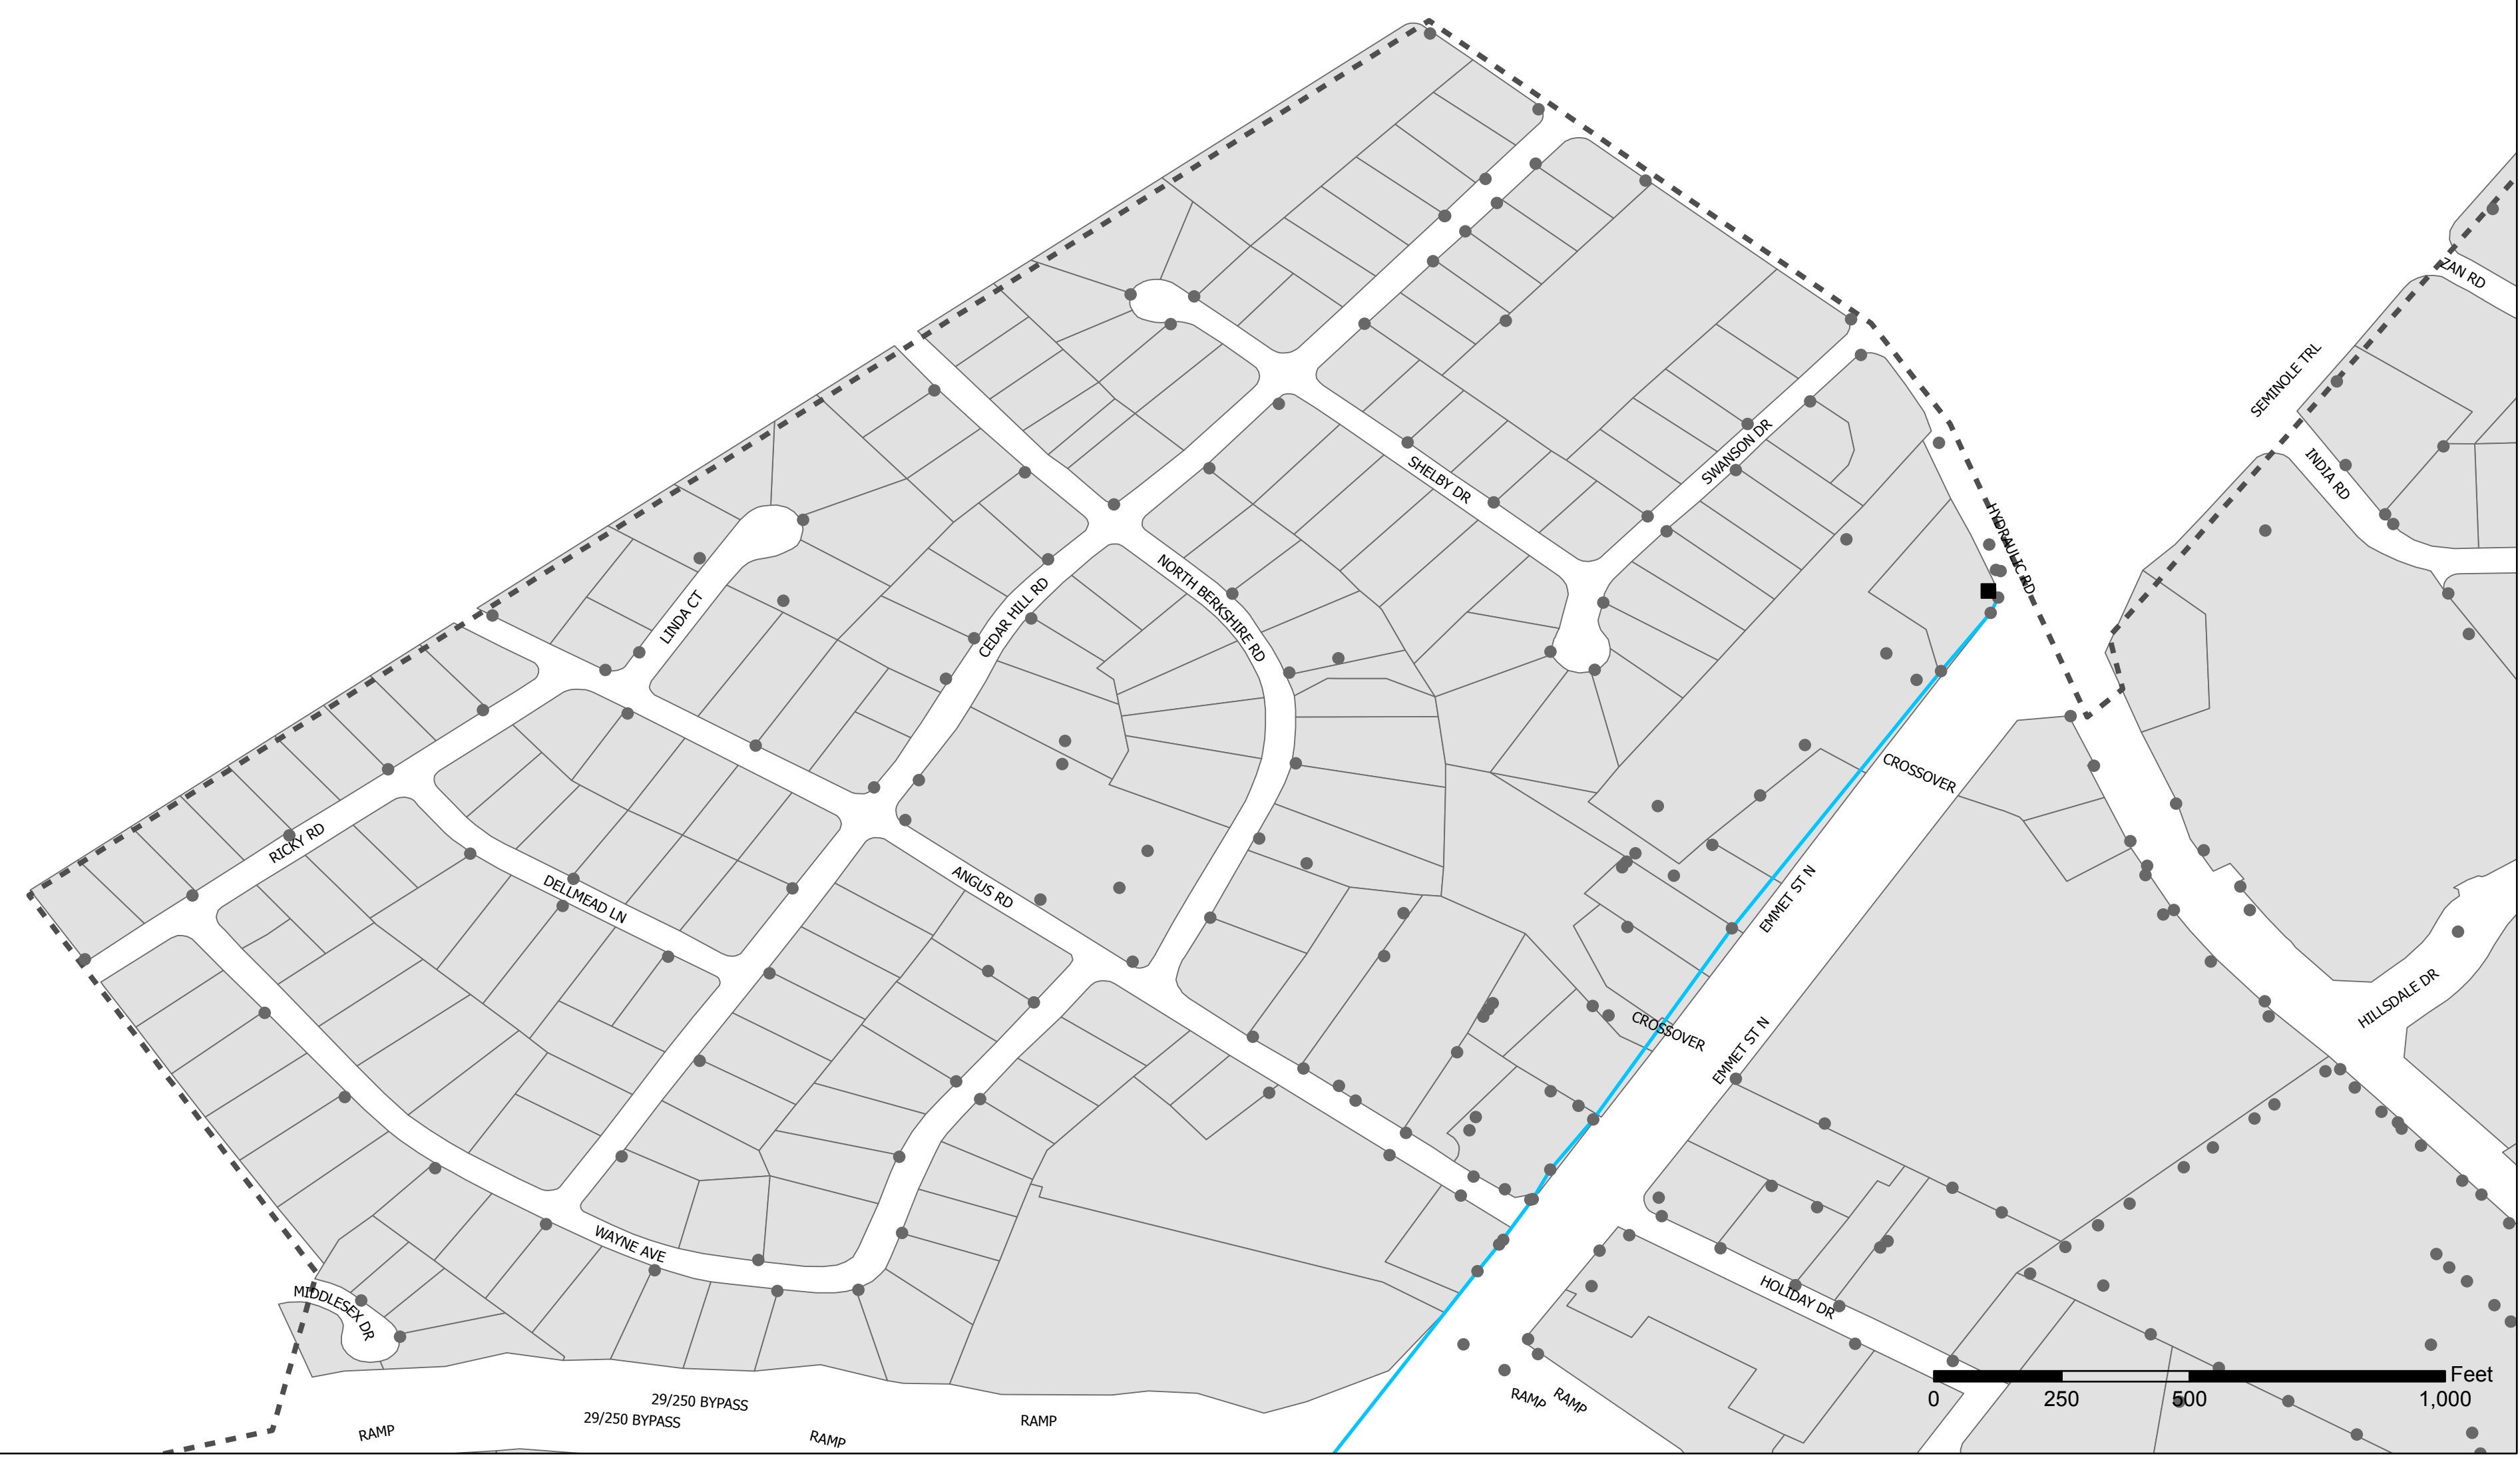 ZAN RD
SEMINOLE TRL
INDIA RD
SWANSON DR
SHELBY DR
HYDRAULIC RD
NORTH BERKSHIRE RD
CEDAR HILL RD
LINDA CT
CROSSOVER
RICKY RD
DELLMEAD LN
ANGUS RD
EMMET ST N
HILLSDALE DR
CROSSOVER
EMMET ST N
WAYNE AVE
MIDDLESEX DR
HOLIDAY DR
Feet
0 250 500 1,000
29/250 BYPASS
29/250 BYPASS
RAMP
RAMP
RAMP
RAMP
RAMP